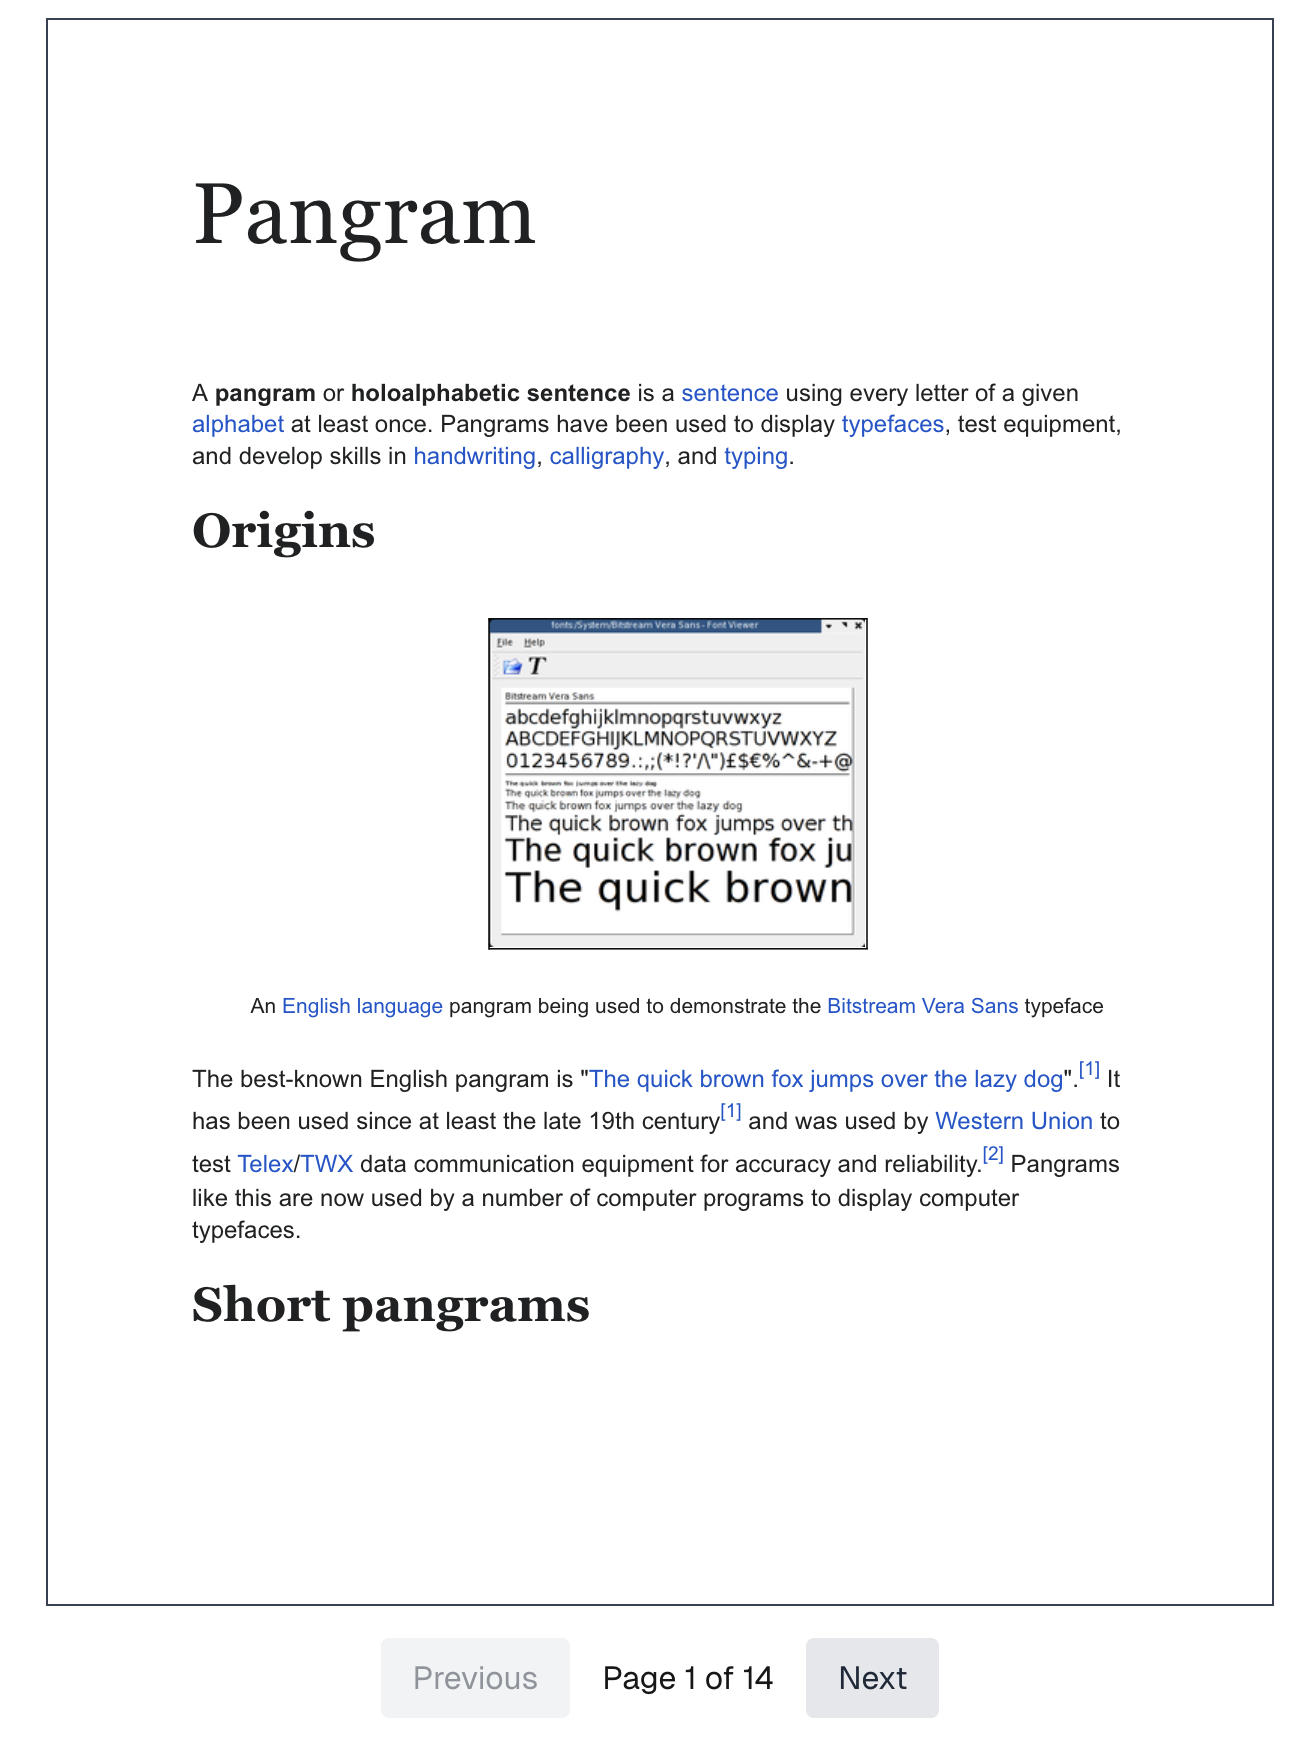 Pangram
A pangram or holoalphabetic sentence is a sentence using every letter of a given
alphabet at least once. Pangrams have been used to display typefaces, test equipment,
and develop skills in handwriting, calligraphy, and typing.
Origins
fonts:/System/Bitstream Vera Sans - Font Viewer
File Help
T
Bitstream Vera Sans
abcdefghijklmnopqrstuvwxyz
ABCDEFGHIJKLMNOPQRSTUVWXYZ
0123456789.:,;(*!?'/\")£$€%^&-+@
The quick brown fox jumps over the lazy dog
The quick brown fox jumps over the lazy dog
The quick brown fox jumps over the lazy dog
The quick brown fox jumps over th
The quick brown fox ju
The quick brown
An English language pangram being used to demonstrate the Bitstream Vera Sans typeface
The best-known English pangram is "The quick brown fox jumps over the lazy dog".[1] It
has been used since at least the late 19th century[1] and was used by Western Union to
test Telex/TWX data communication equipment for accuracy and reliability.[2] Pangrams
like this are now used by a number of computer programs to display computer
typefaces.
Short pangrams
Previous Page 1 of 14 Next